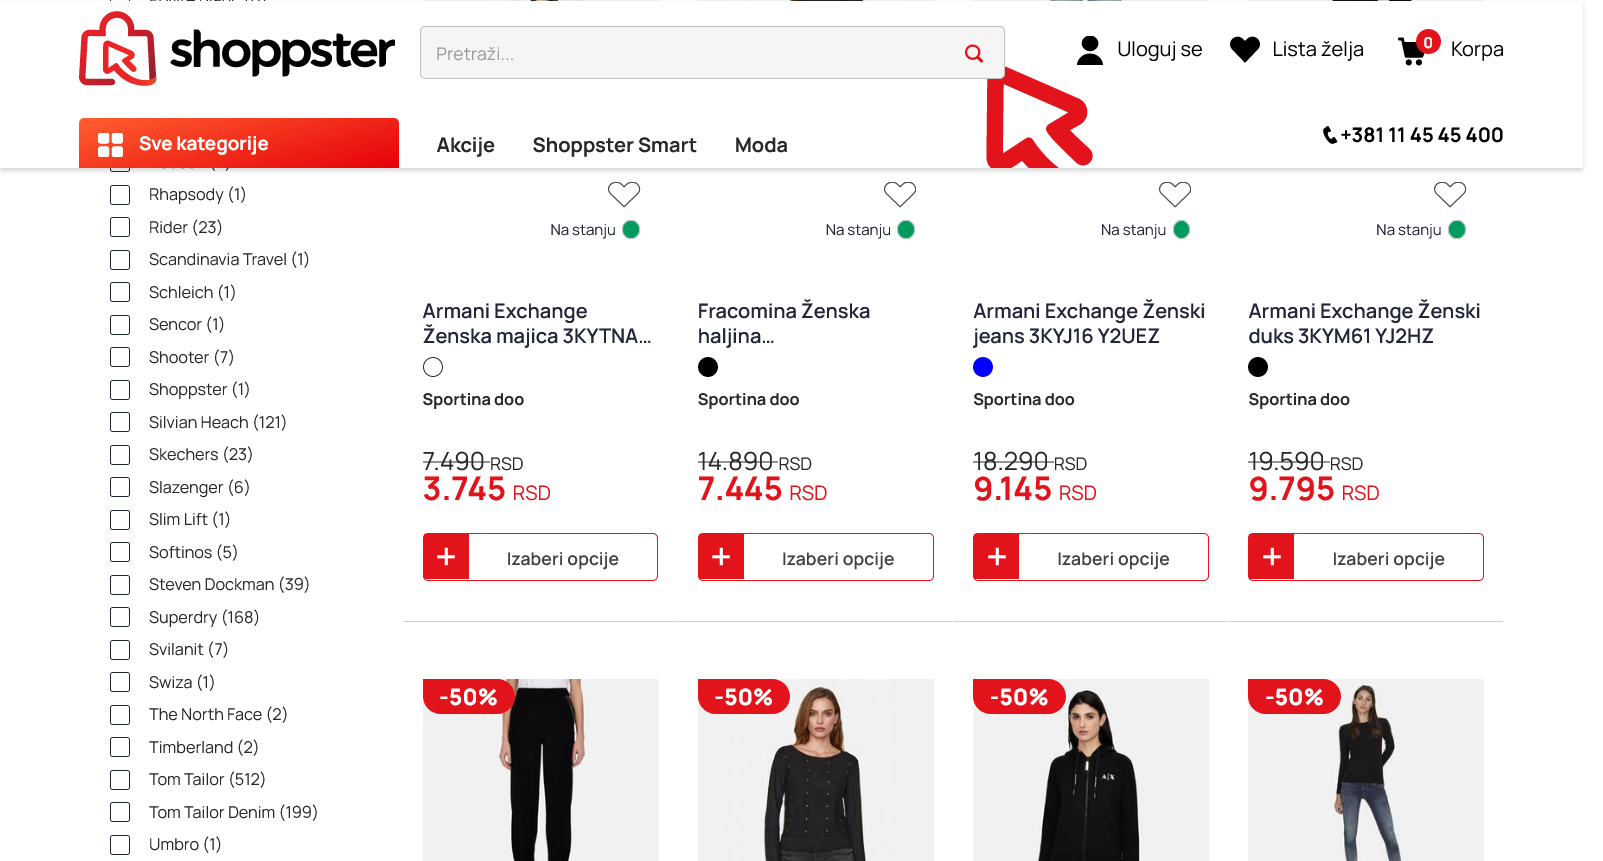 shoppster
Pretraži...
Uloguj se
Lista želja
0
Korpa
Sve kategorije
Akcije
Shoppster Smart
Moda
+381 11 45 45 400
Rhapsody (1)
Rider (23)
Scandinavia Travel (1)
Schleich (1)
Sencor (1)
Shooter (7)
Shoppster (1)
Silvian Heach (121)
Skechers (23)
Slazenger (6)
Slim Lift (1)
Softinos (5)
Steven Dockman (39)
Superdry (168)
Svilanit (7)
Swiza (1)
The North Face (2)
Timberland (2)
Tom Tailor (512)
Tom Tailor Denim (199)
Umbro (1)
Na stanju
Armani Exchange
Ženska majica 3KYTNA...
Sportina doo
7.490 RSD
3.745 RSD
Izaberi opcije
Na stanju
Fracomina Ženska
haljina...
Sportina doo
14.890 RSD
7.445 RSD
Izaberi opcije
Na stanju
Armani Exchange Ženski
jeans 3KYJ16 Y2UEZ
Sportina doo
18.290 RSD
9.145 RSD
Izaberi opcije
Na stanju
Armani Exchange Ženski
duks 3KYM61 YJ2HZ
Sportina doo
19.590 RSD
9.795 RSD
Izaberi opcije
-50%
-50%
-50%
A|X
-50%